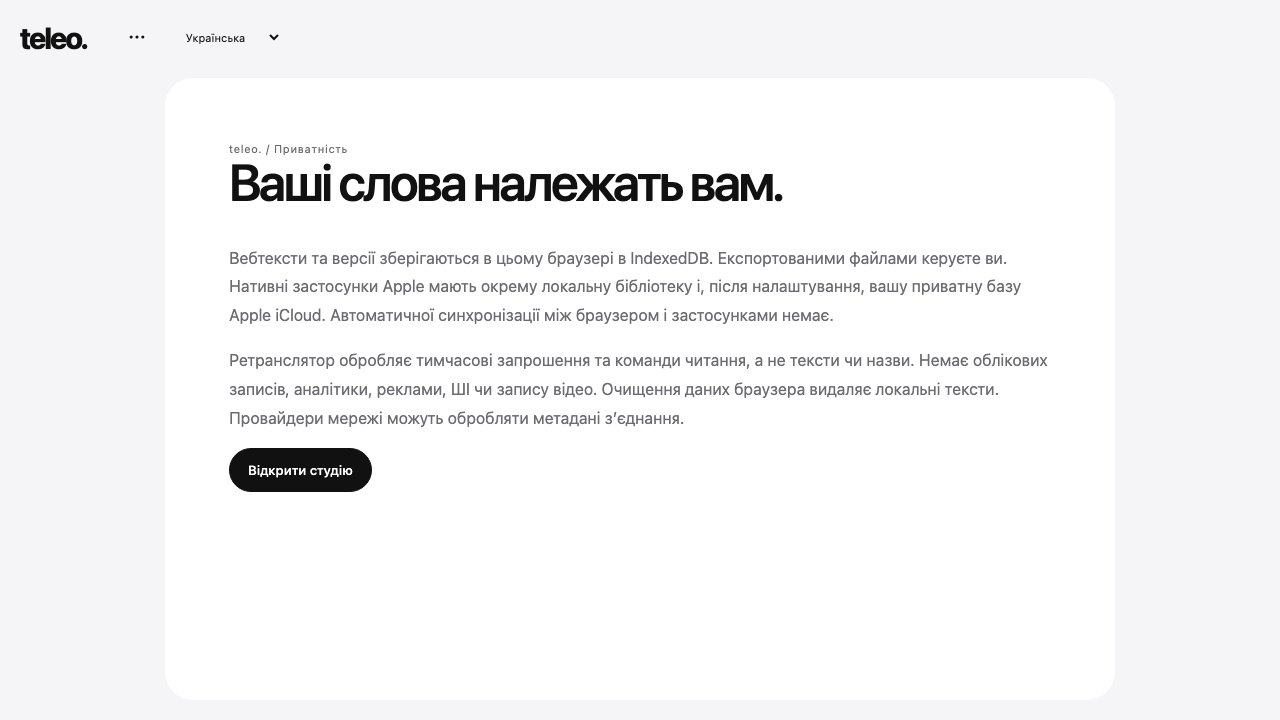 teleo.
Українська
teleo. / Приватність
Ваші слова належать вам.
Вебтексти та версії зберігаються в цьому браузері в IndexedDB. Експортованими файлами керуєте ви.
Нативні застосунки Apple мають окрему локальну бібліотеку і, після налаштування, вашу приватну базу
Apple iCloud. Автоматичної синхронізації між браузером і застосунками немає.
Ретранслятор обробляє тимчасові запрошення та команди читання, а не тексти чи назви. Немає облікових
записів, аналітики, реклами, ШІ чи запису відео. Очищення даних браузера видаляє локальні тексти.
Провайдери мережі можуть обробляти метадані з’єднання.
Відкрити студію